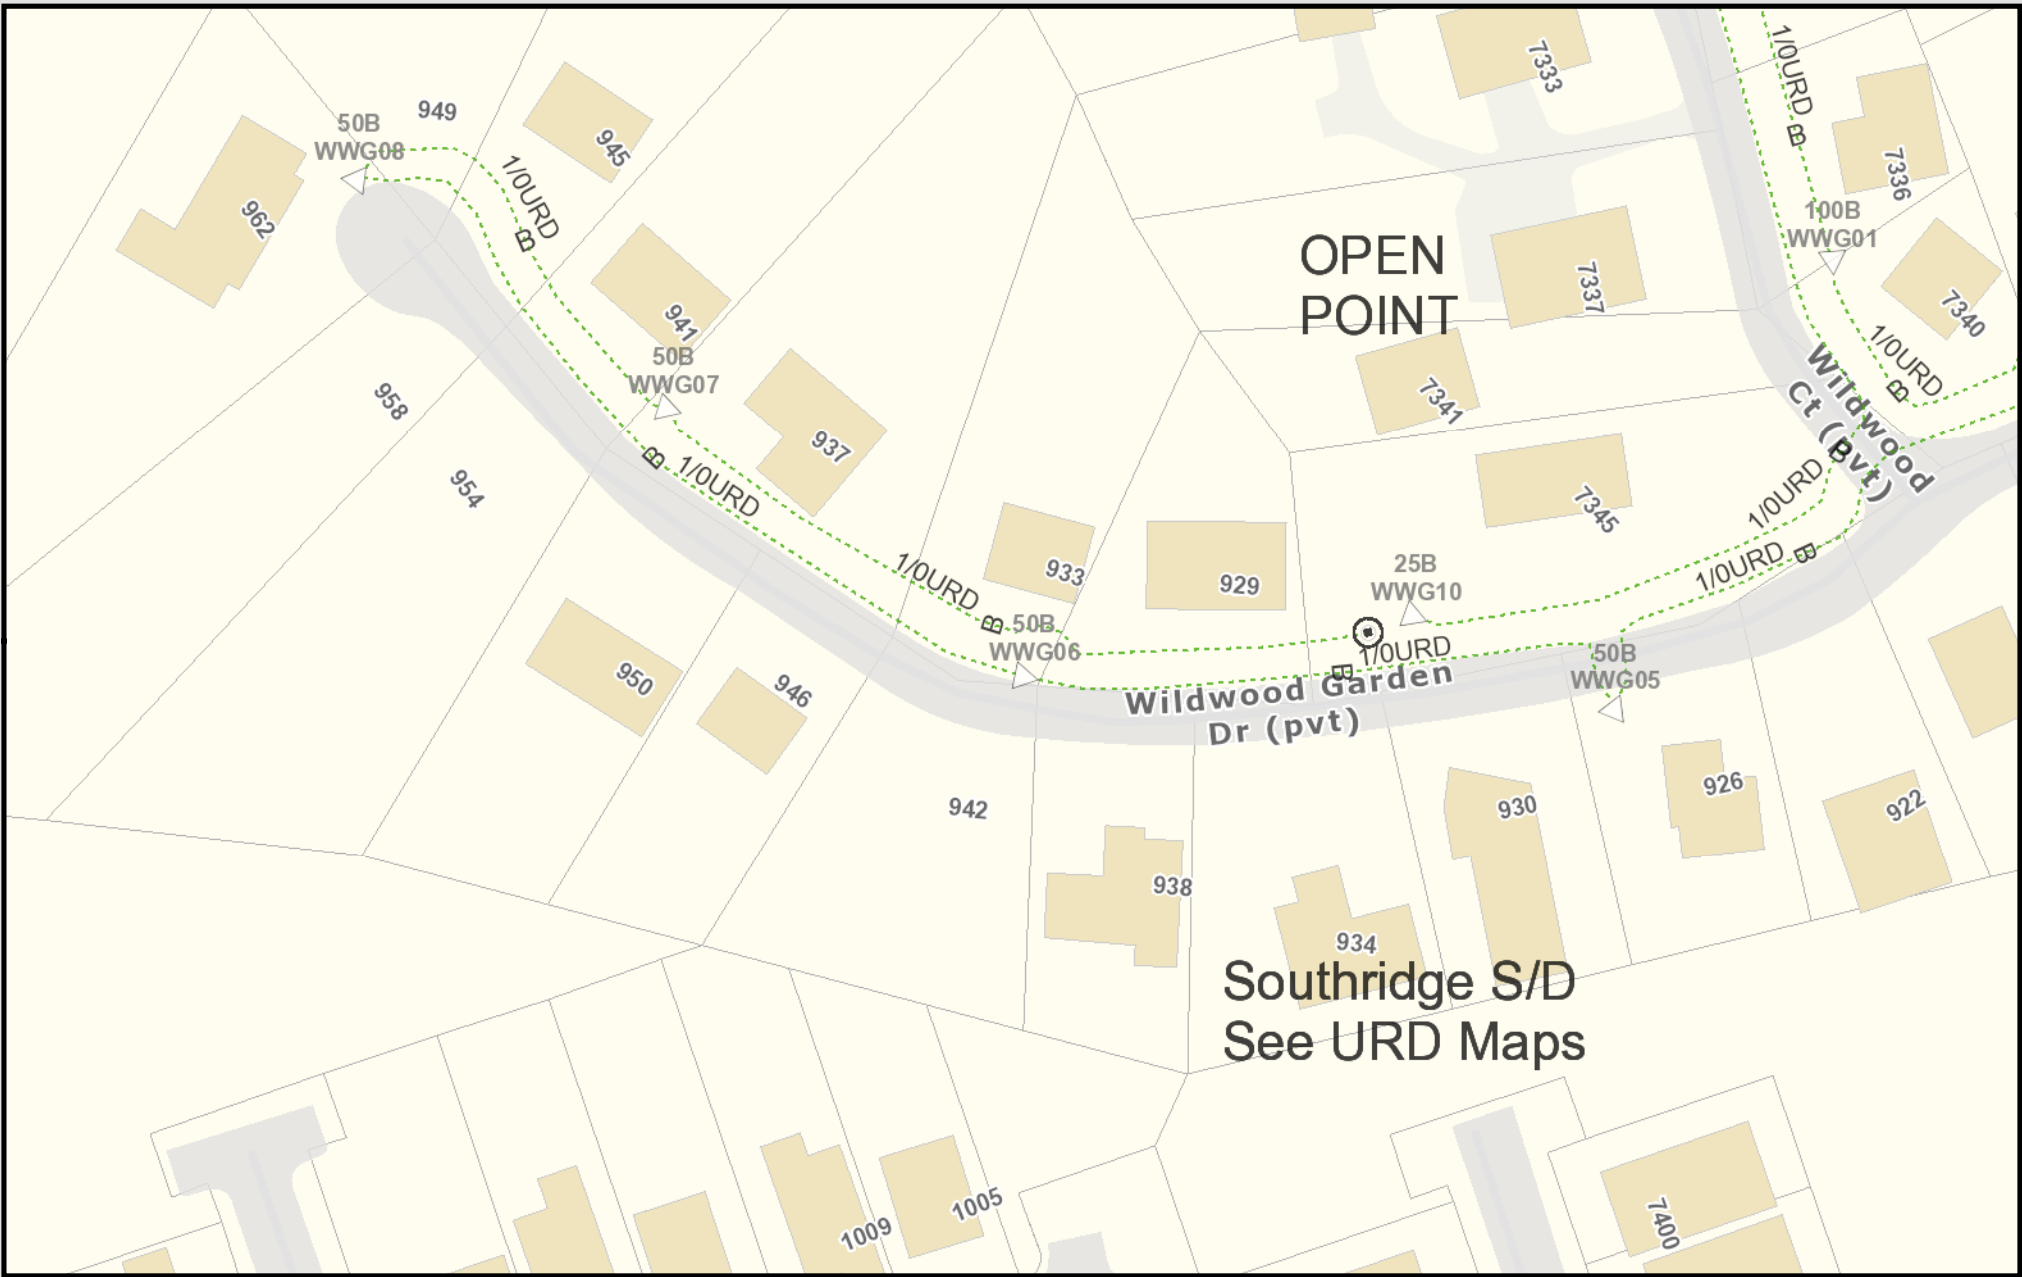 7333
1/0URD
B
949
50B
WWG08
945
7336
1/0URD
B
962
100B
WWG01
OPEN
POINT
7337
7340
941
50B
WWG07
1/0URD
B
Wildwood
Ct (pvt)
7341
958
937
B
1/0URD
954
B
1/0URD
7345
1/0URD
B
1/0URD
B
933
929
25B
WWG10
50B
WWG06
1/0URD
B
50B
WWG05
950
946
Wildwood Garden
Dr (pvt)
942
938
930
926
922
934
Southridge S/D
See URD Maps
1009
1005
7400